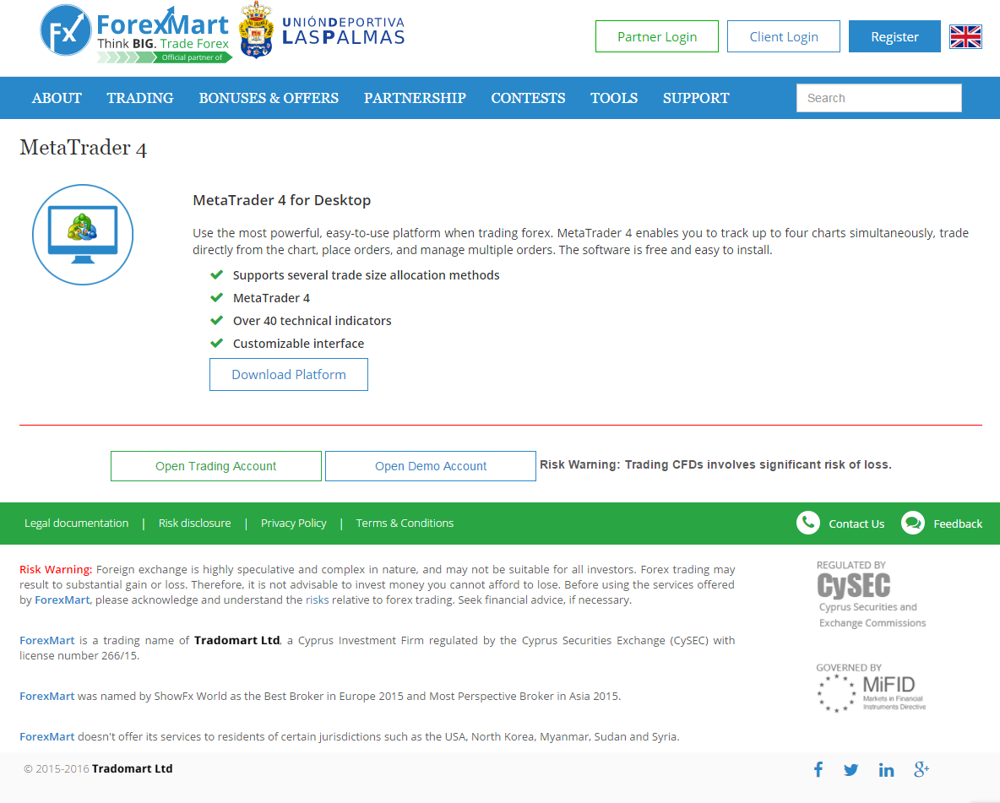 Fx ForexMart
Think BIG. Trade Forex
Official partner of
UNIÓNDEPORTIVA
LASPALMAS
Partner Login
Client Login
Register
ABOUT TRADING BONUSES & OFFERS PARTNERSHIP CONTESTS TOOLS SUPPORT
Search
MetaTrader 4
MetaTrader 4 for Desktop
Use the most powerful, easy-to-use platform when trading forex. MetaTrader 4 enables you to track up to four charts simultaneously, trade
directly from the chart, place orders, and manage multiple orders. The software is free and easy to install.
Supports several trade size allocation methods
MetaTrader 4
Over 40 technical indicators
Customizable interface
Download Platform
Open Trading Account
Open Demo Account
Risk Warning: Trading CFDs involves significant risk of loss.
Legal documentation | Risk disclosure | Privacy Policy | Terms & Conditions
Contact Us
Feedback
Risk Warning: Foreign exchange is highly speculative and complex in nature, and may not be suitable for all investors. Forex trading may
result to substantial gain or loss. Therefore, it is not advisable to invest money you cannot afford to lose. Before using the services offered
by ForexMart, please acknowledge and understand the risks relative to forex trading. Seek financial advice, if necessary.
ForexMart is a trading name of Tradomart Ltd, a Cyprus Investment Firm regulated by the Cyprus Securities Exchange (CySEC) with
license number 266/15.
ForexMart was named by ShowFx World as the Best Broker in Europe 2015 and Most Perspective Broker in Asia 2015.
ForexMart doesn't offer its services to residents of certain jurisdictions such as the USA, North Korea, Myanmar, Sudan and Syria.
REGULATED BY
CySEC
Cyprus Securities and
Exchange Commissions
GOVERNED BY
MiFID
Markets in Financial
Instruments Directive
© 2015-2016 Tradomart Ltd